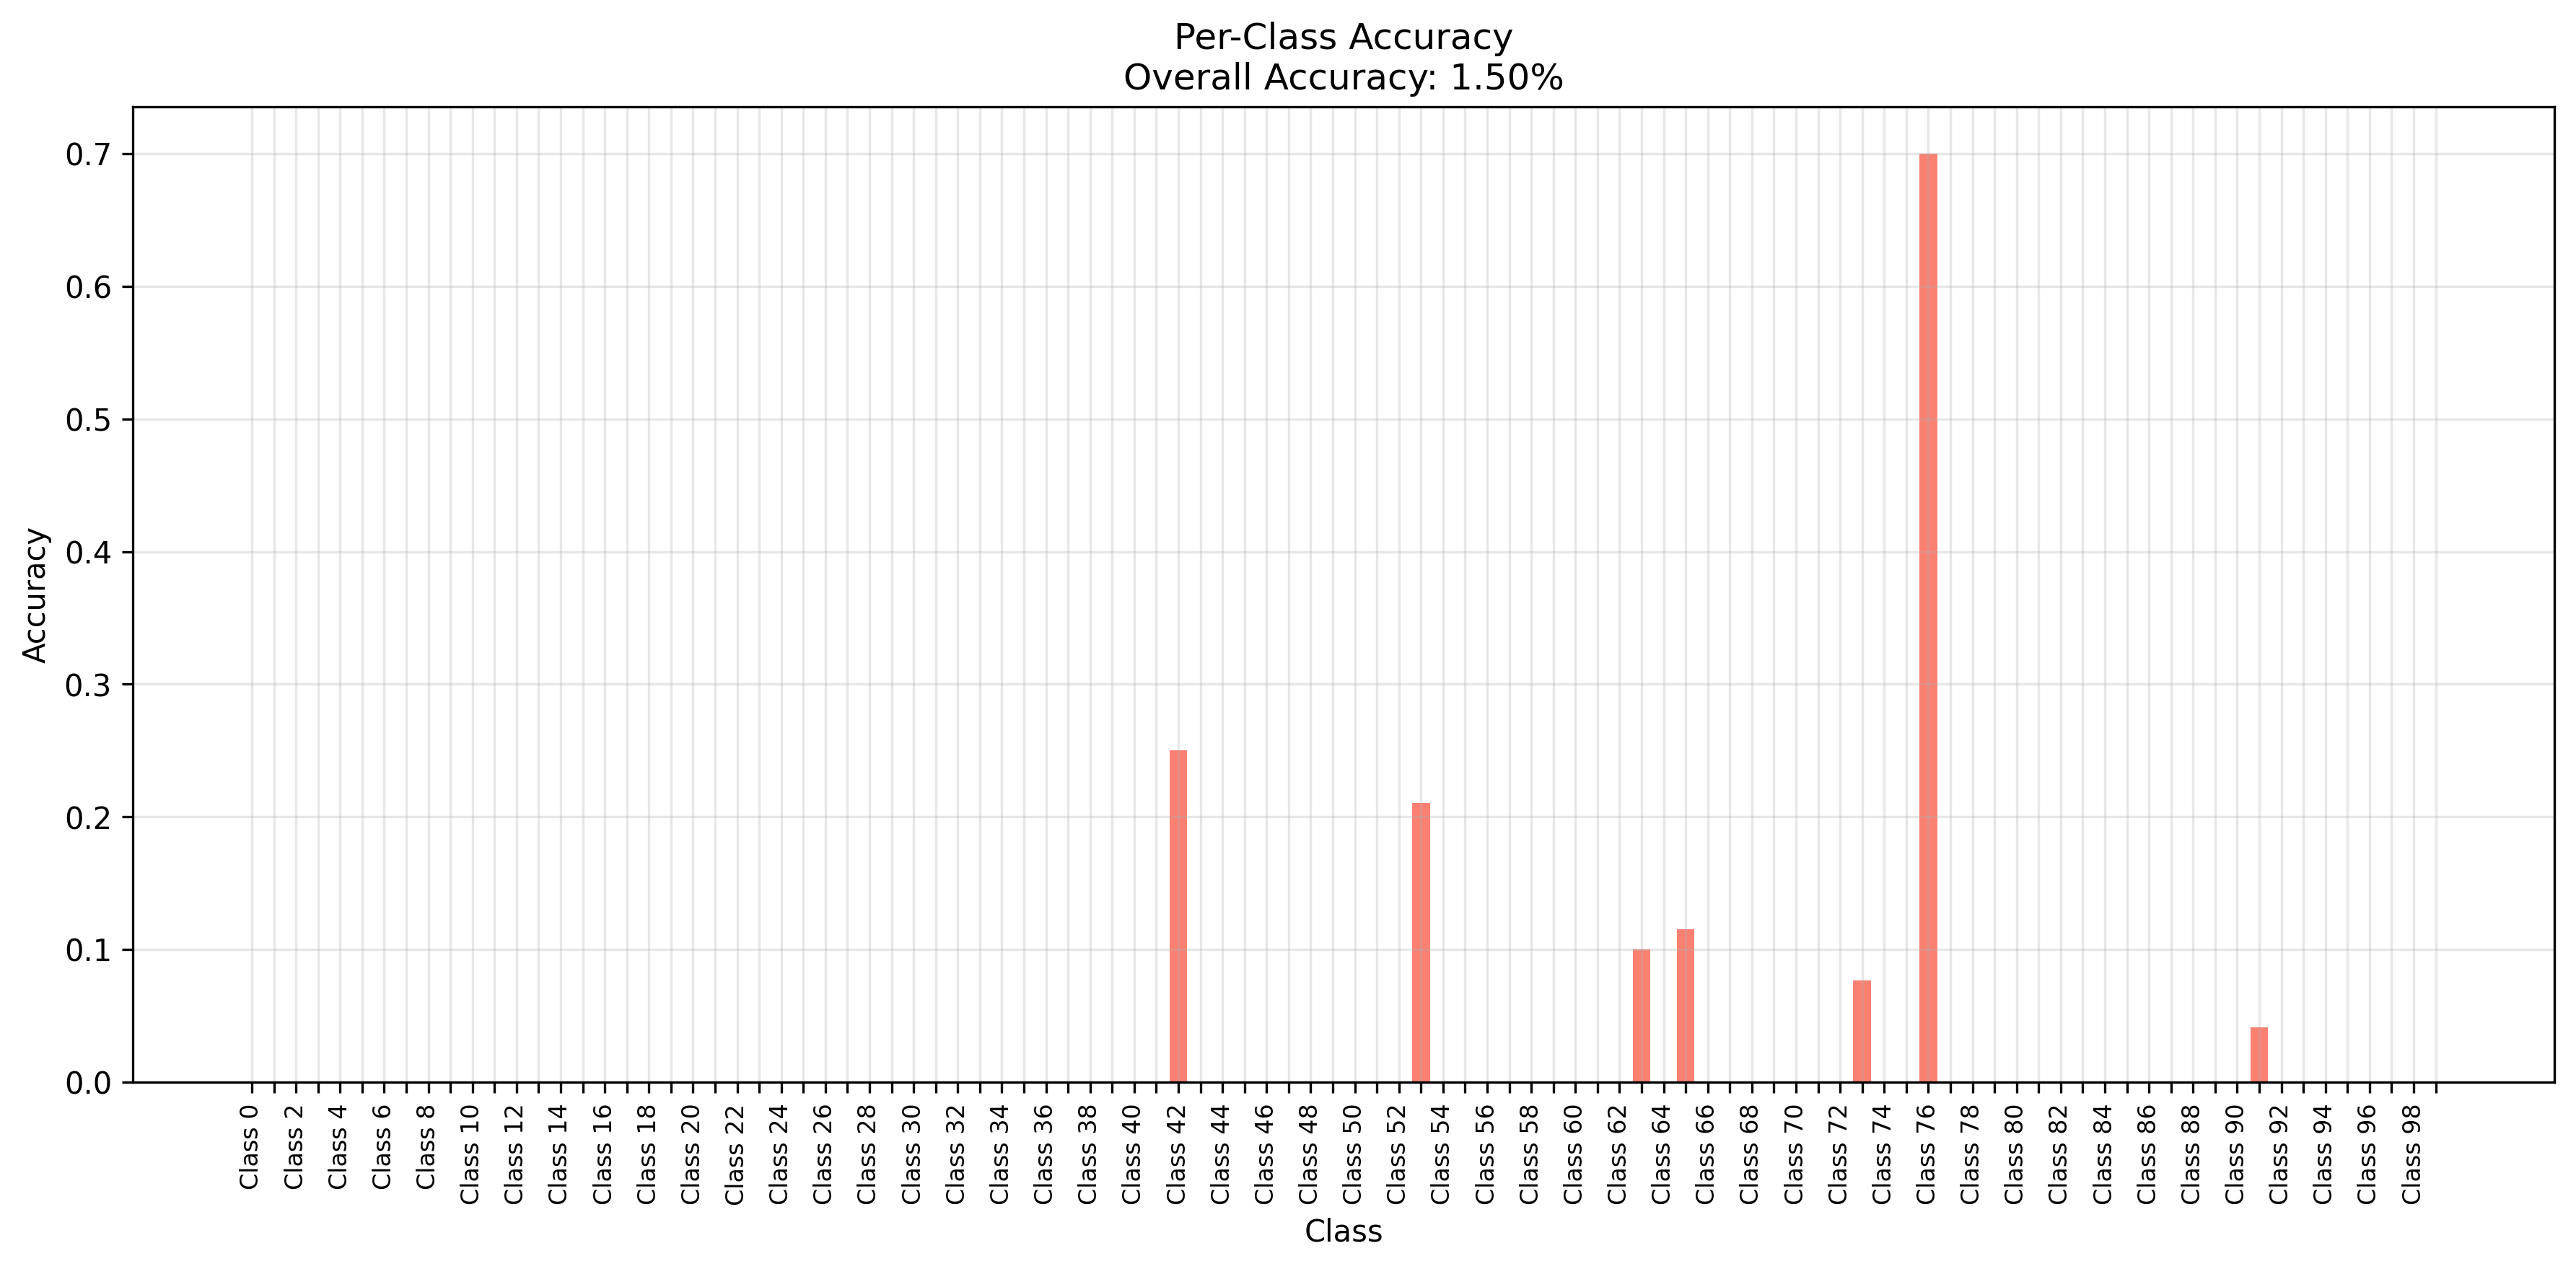 Per-Class Accuracy
Overall Accuracy: 1.50%
Accuracy
0.7
0.6
0.5
0.4
0.3
0.2
0.1
0.0
Class 0
Class 2
Class 4
Class 6
Class 8
Class 10
Class 12
Class 14
Class 16
Class 18
Class 20
Class 22
Class 24
Class 26
Class 28
Class 30
Class 32
Class 34
Class 36
Class 38
Class 40
Class 42
Class 44
Class 46
Class 48
Class 50
Class 52
Class 54
Class 56
Class 58
Class 60
Class 62
Class 64
Class 66
Class 68
Class 70
Class 72
Class 74
Class 76
Class 78
Class 80
Class 82
Class 84
Class 86
Class 88
Class 90
Class 92
Class 94
Class 96
Class 98
Class